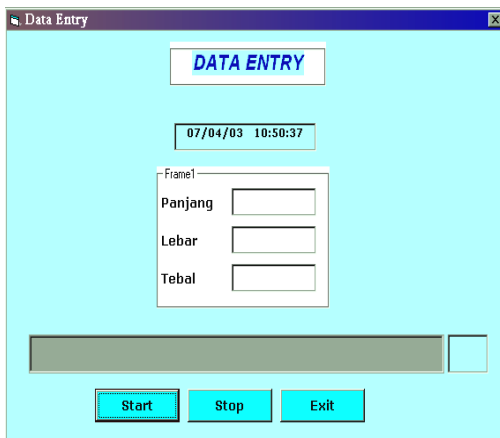 Data Entry
DATA ENTRY
07/04/03 10:50:37
Frame1
Panjang
Lebar
Tebal
Start Stop Exit